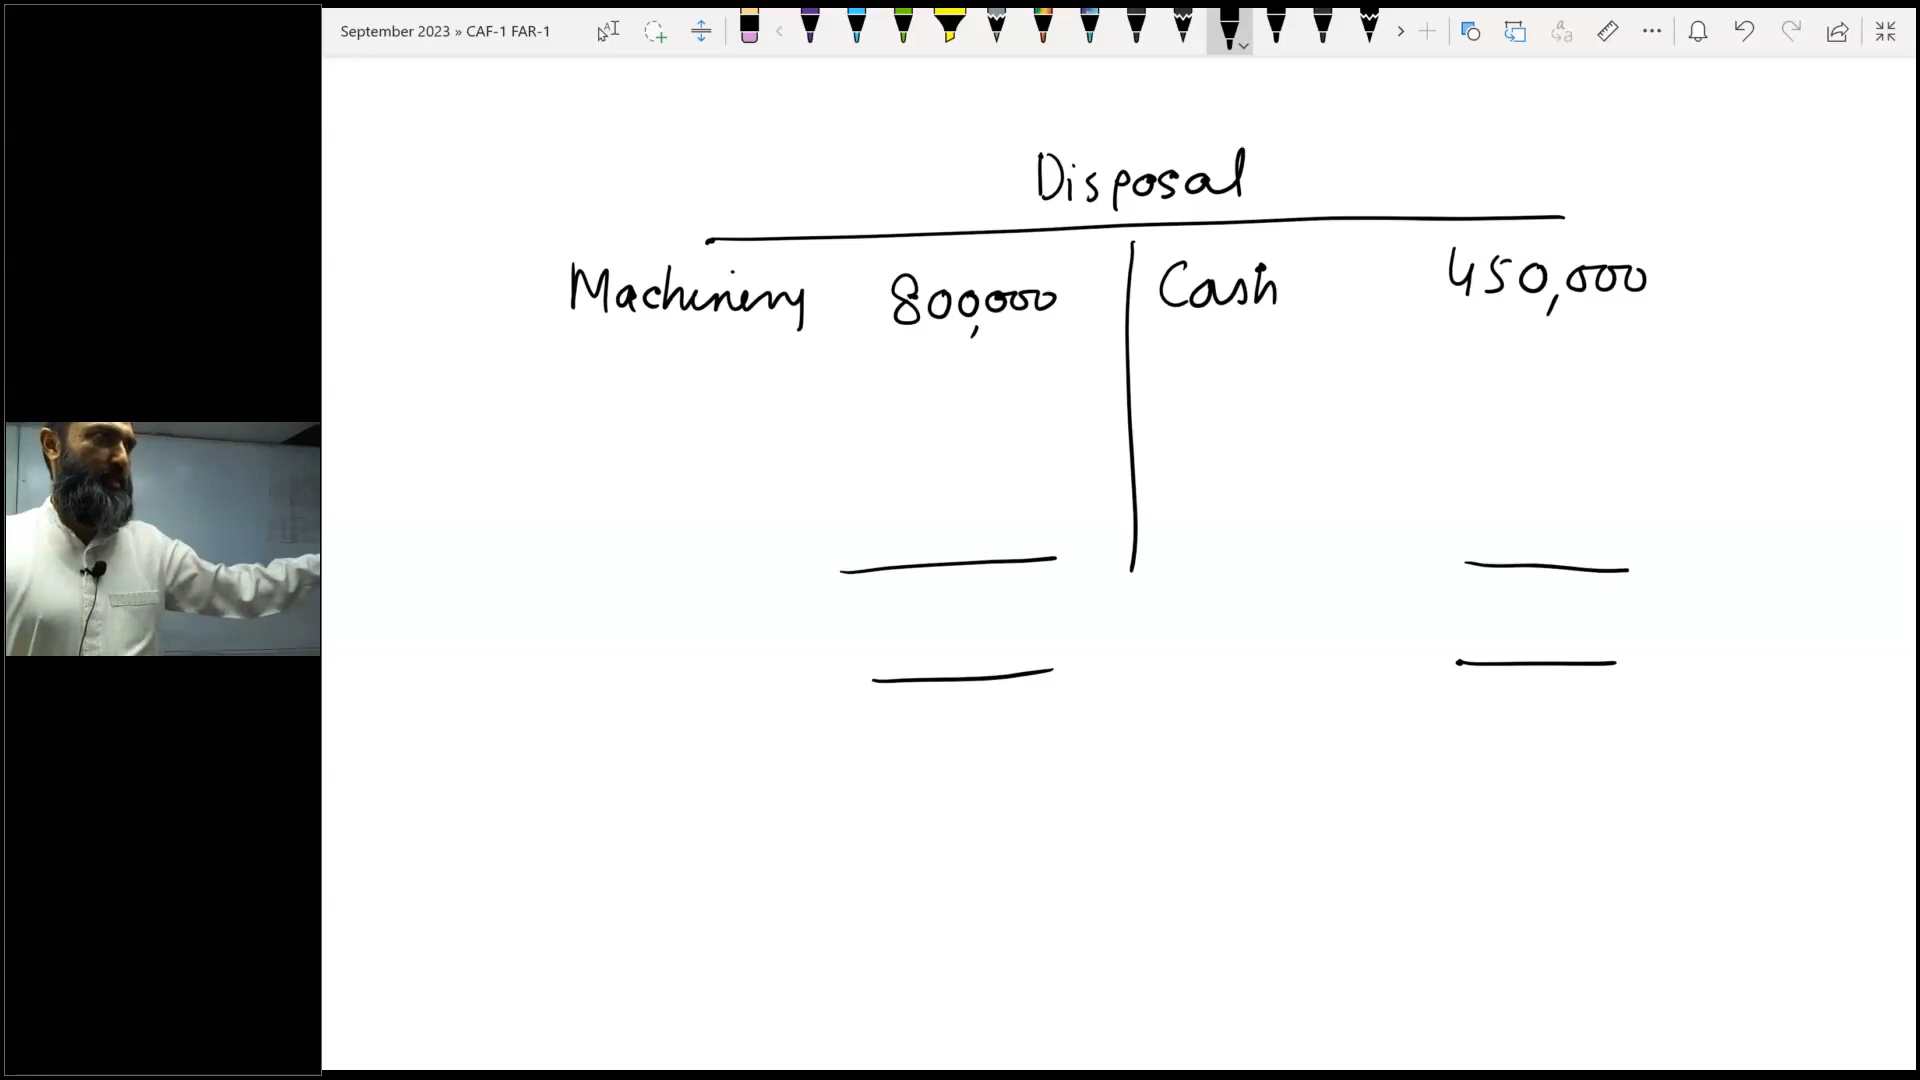 September 2023 » CAF-1 FAR-1
Disposal
Machinery 800,000 Cash 450,000